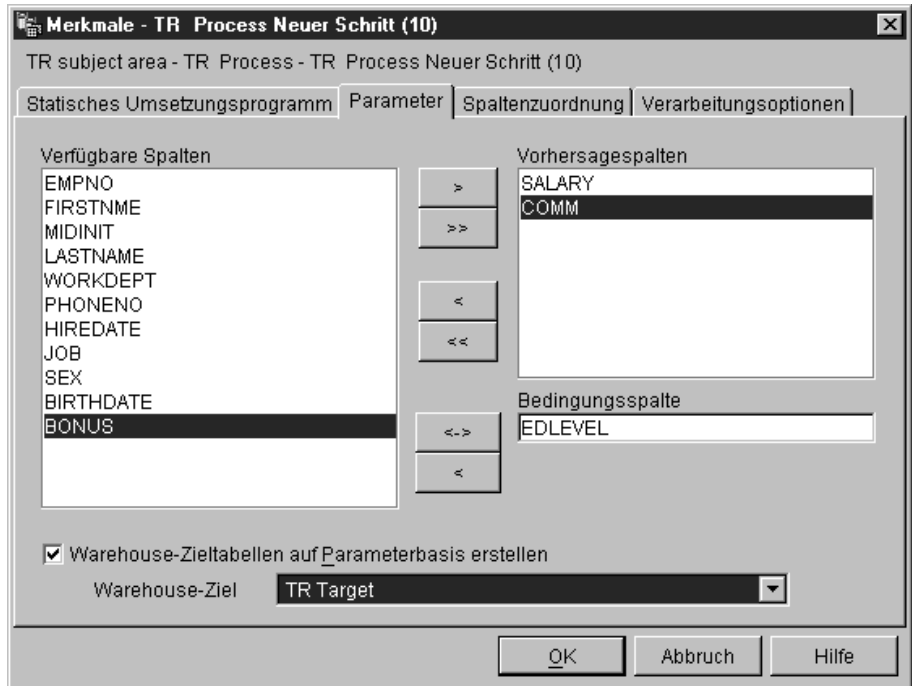 Merkmale - TR Process Neuer Schritt (10)
TR subject area - TR Process - TR Process Neuer Schritt (10)
Statisches Umsetzungsprogramm Parameter Spaltenzuordnung Verarbeitungsoptionen
Verfügbare Spalten
EMPNO
FIRSTNME
MIDINIT
LASTNAME
WORKDEPT
PHONENO
HIREDATE
JOB
SEX
BIRTHDATE
BONUS
>
>>
<
<<
<->
<
Vorhersagespalten
SALARY
COMM
Bedingungsspalte
EDLEVEL
Warehouse-Zieltabellen auf Parameterbasis erstellen
Warehouse-Ziel TR Target
OK Abbruch Hilfe